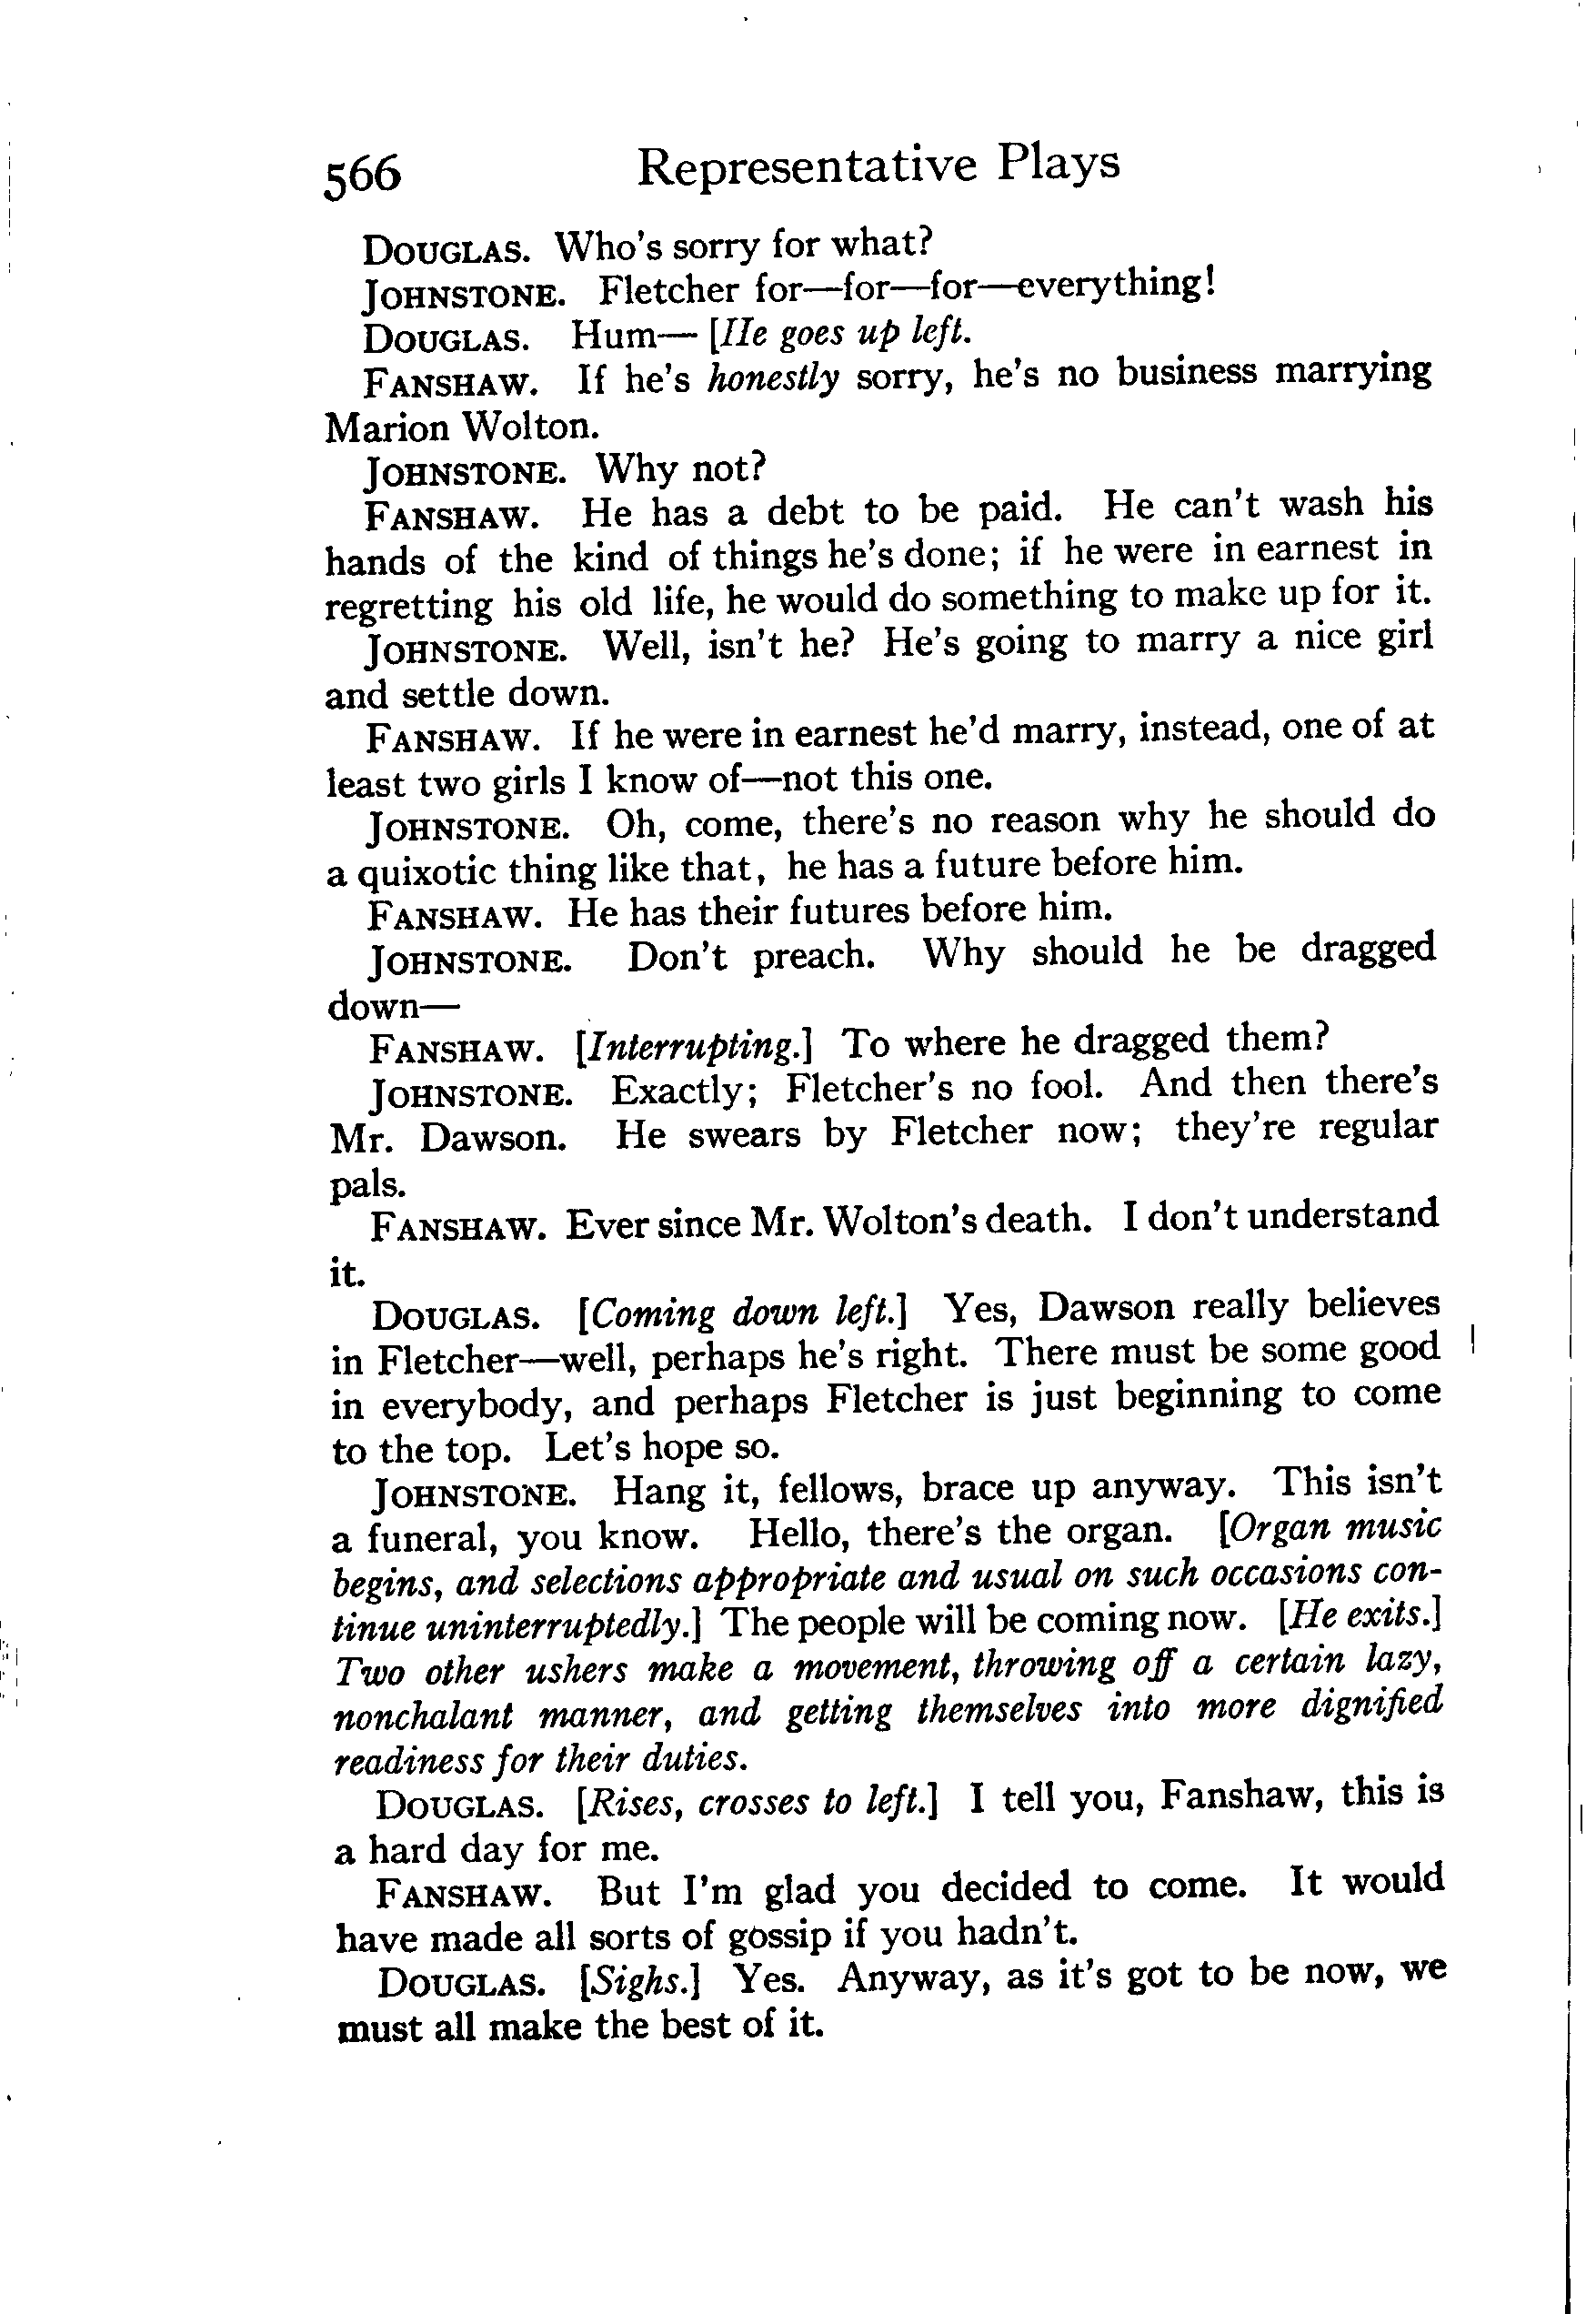 566 Representative Plays
DOUGLAS. Who's sorry for what?
JOHNSTONE. Fletcher for—for—for—everything!
DOUGLAS. Hum— [He goes up left.
FANSHAW. If he's honestly sorry, he's no business marrying
Marion Wolton.
JOHNSTONE. Why not?
FANSHAW. He has a debt to be paid. He can't wash his
hands of the kind of things he's done; if he were in earnest in
regretting his old life, he would do something to make up for it.
JOHNSTONE. Well, isn't he? He's going to marry a nice girl
and settle down.
FANSHAW. If he were in earnest he'd marry, instead, one of at
least two girls I know of—not this one.
JOHNSTONE. Oh, come, there's no reason why he should do
a quixotic thing like that, he has a future before him.
FANSHAW. He has their futures before him.
JOHNSTONE. Don't preach. Why should he be dragged
down—
FANSHAW. [Interrupting.] To where he dragged them?
JOHNSTONE. Exactly; Fletcher's no fool. And then there's
Mr. Dawson. He swears by Fletcher now; they're regular
pals.
FANSHAW. Ever since Mr. Wolton's death. I don't understand
it.
DOUGLAS. [Coming down left.] Yes, Dawson really believes
in Fletcher—well, perhaps he's right. There must be some good
in everybody, and perhaps Fletcher is just beginning to come
to the top. Let's hope so.
JOHNSTONE. Hang it, fellows, brace up anyway. This isn't
a funeral, you know. Hello, there's the organ. [Organ music
begins, and selections appropriate and usual on such occasions con-
tinue uninterruptedly.] The people will be coming now. [He exits.]
Two other ushers make a movement, throwing off a certain lazy,
nonchalant manner, and getting themselves into more dignified
readiness for their duties.
DOUGLAS. [Rises, crosses to left.] I tell you, Fanshaw, this is
a hard day for me.
FANSHAW. But I'm glad you decided to come. It would
have made all sorts of gossip if you hadn't.
DOUGLAS. [Sighs.] Yes. Anyway, as it's got to be now, we
must all make the best of it.